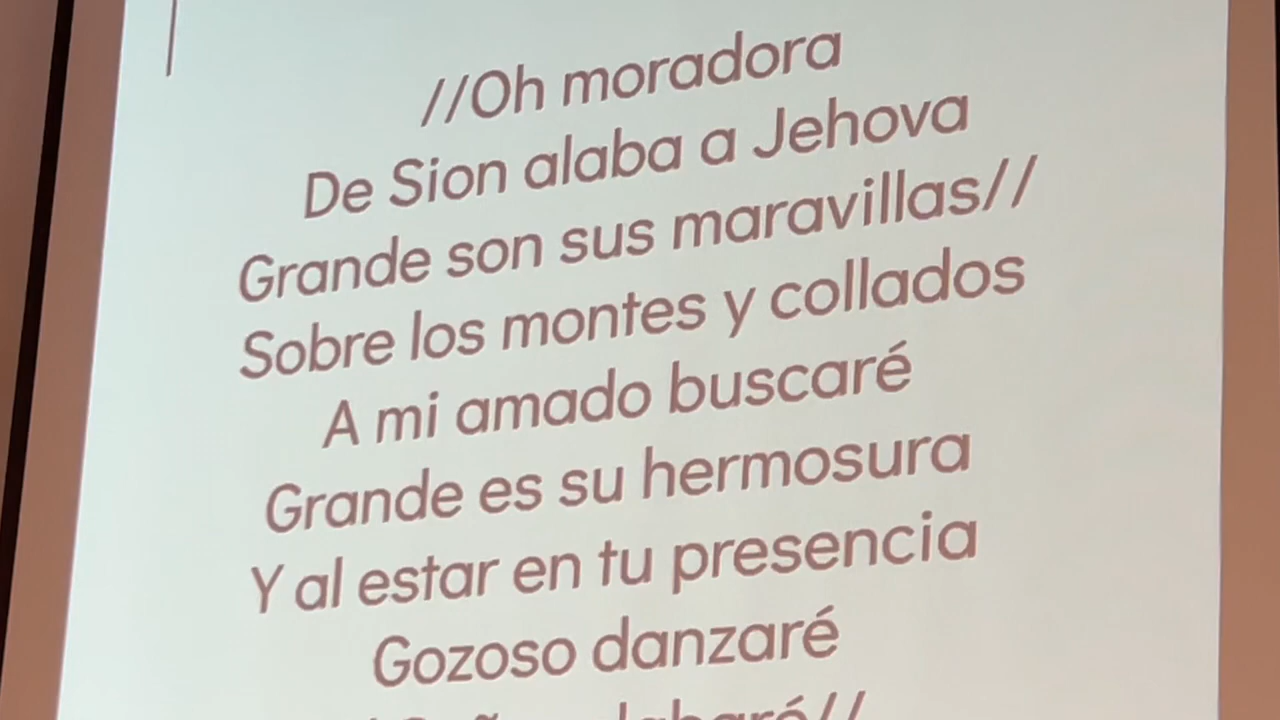 //Oh moradora
De Sion alaba a Jehova
Grande son sus maravillas//
Sobre los montes y collados
A mi amado buscaré
Grande es su hermosura
Y al estar en tu presencia
Gozoso danzaré